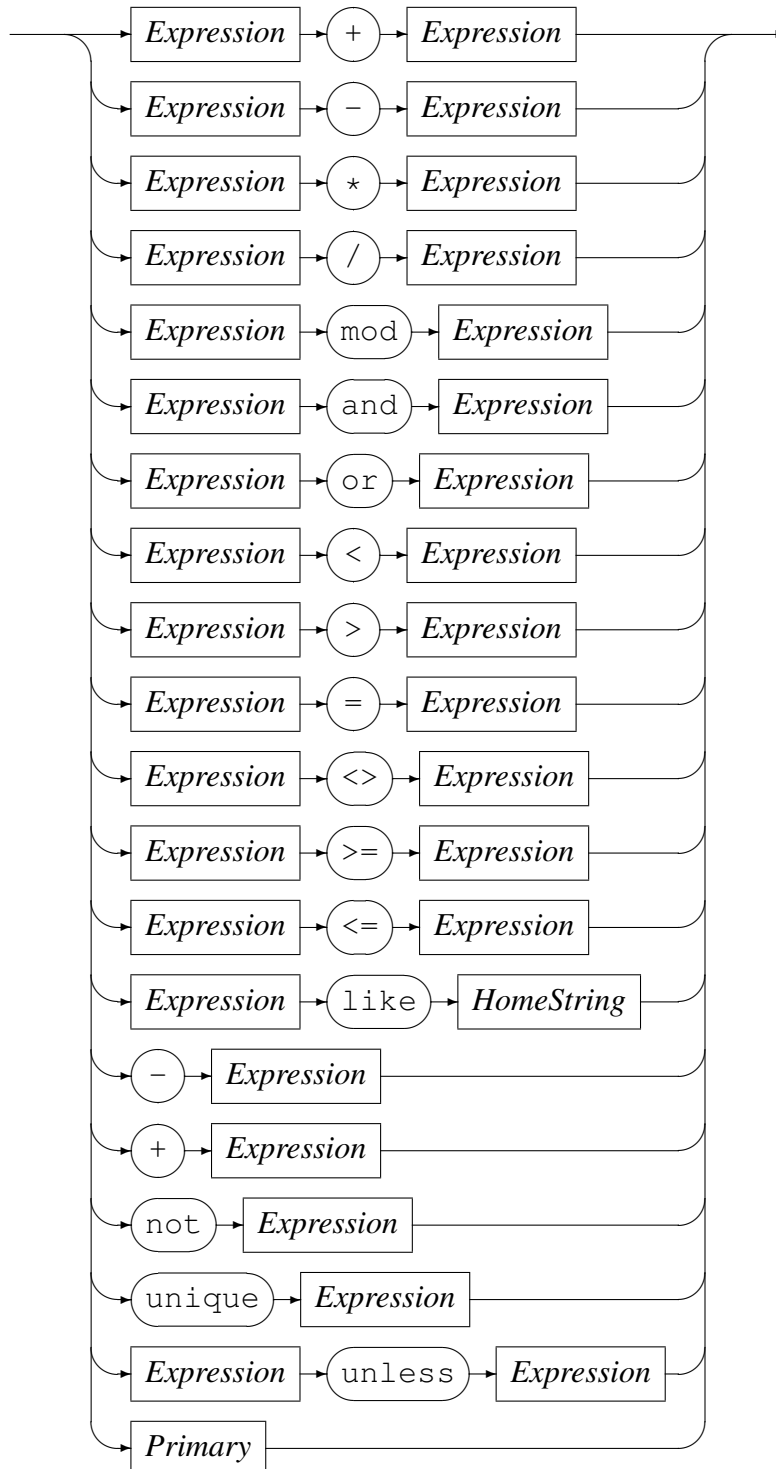 Expression + Expression
Expression - Expression
Expression * Expression
Expression / Expression
Expression mod Expression
Expression and Expression
Expression or Expression
Expression < Expression
Expression > Expression
Expression = Expression
Expression <> Expression
Expression >= Expression
Expression <= Expression
Expression like HomeString
- Expression
+ Expression
not Expression
unique Expression
Expression unless Expression
Primary